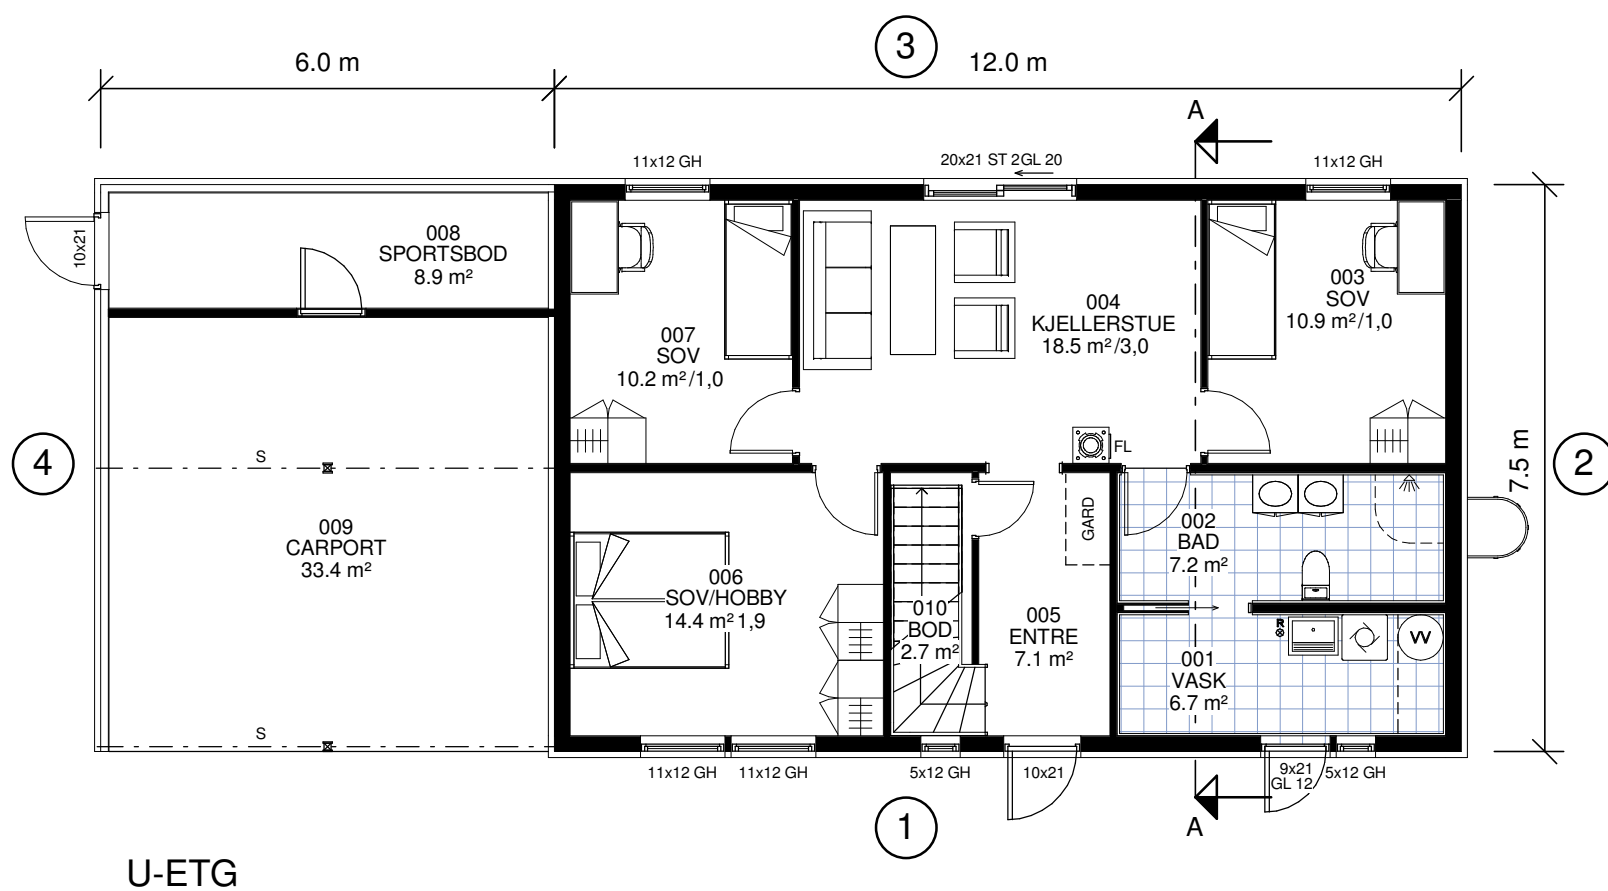 3
6.0 m
12.0 m
A
11x12 GH
20x21 ST 2GL 20
11x12 GH
10x21
008
SPORTSBOD
8.9 m²
003
SOV
10.9 m²/1,0
004
KJELLERSTUE
18.5 m²/3,0
007
SOV
10.2 m²/1,0
4
S
FL
7.5 m
2
009
CARPORT
33.4 m²
GARD
002
BAD
7.2 m²
006
SOV/HOBBY
14.4 m² 1,9
010
BOD
2.7 m²
005
ENTRE
7.1 m²
VV
001
VASK
6.7 m²
S
11x12 GH
11x12 GH
5x12 GH
10x21
9x21
GL 12
5x12 GH
A
1
U-ETG